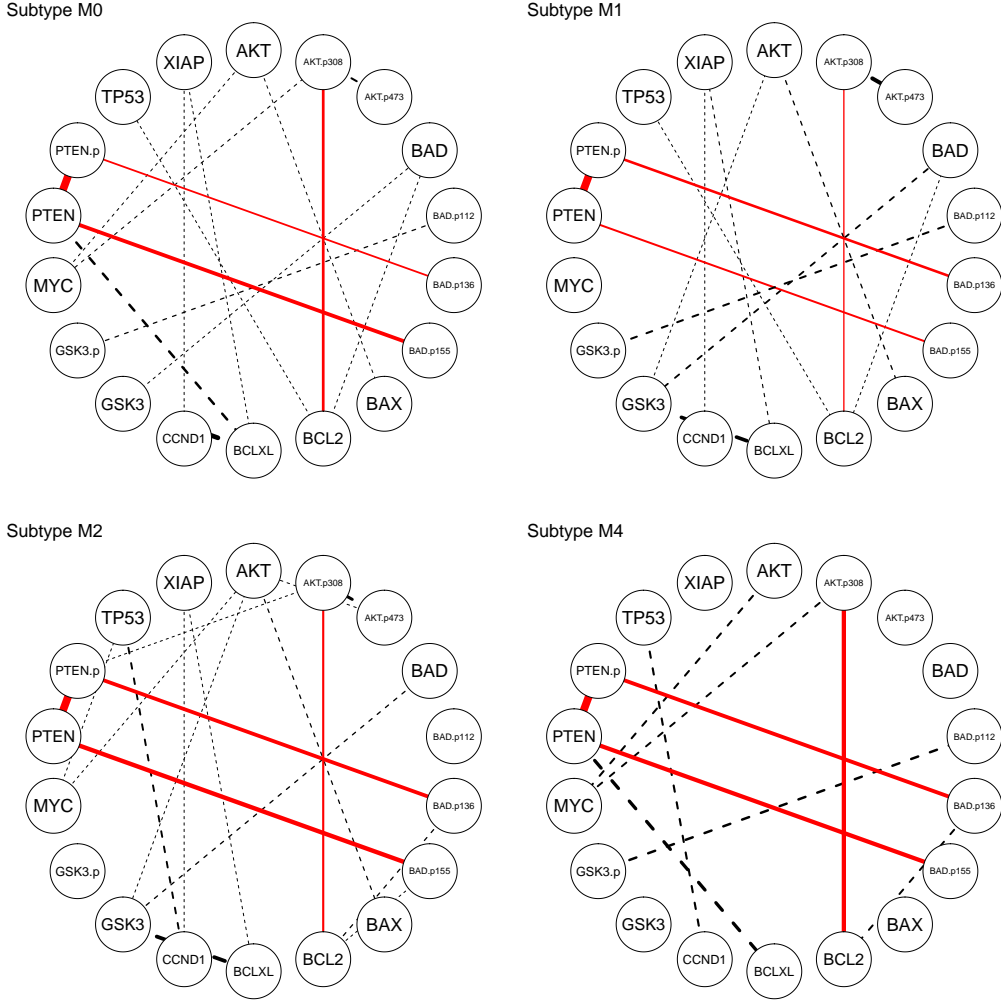 Subtype M0
XIAP
AKT
AKT.p308
AKT.p473
TP53
BAD
PTEN.p
BAD.p112
PTEN
BAD.p136
MYC
BAD.p155
GSK3.p
BAX
GSK3
BCL2
CCND1
BCLXL
Subtype M1
XIAP
AKT
AKT.p308
AKT.p473
TP53
BAD
PTEN.p
BAD.p112
PTEN
BAD.p136
MYC
BAD.p155
GSK3.p
BAX
GSK3
BCL2
CCND1
BCLXL
Subtype M2
XIAP
AKT
AKT.p308
AKT.p473
TP53
BAD
PTEN.p
BAD.p112
PTEN
BAD.p136
MYC
BAD.p155
GSK3.p
BAX
GSK3
BCL2
CCND1
BCLXL
Subtype M4
XIAP
AKT
AKT.p308
AKT.p473
TP53
BAD
PTEN.p
BAD.p112
PTEN
BAD.p136
MYC
BAD.p155
GSK3.p
BAX
GSK3
BCL2
CCND1
BCLXL